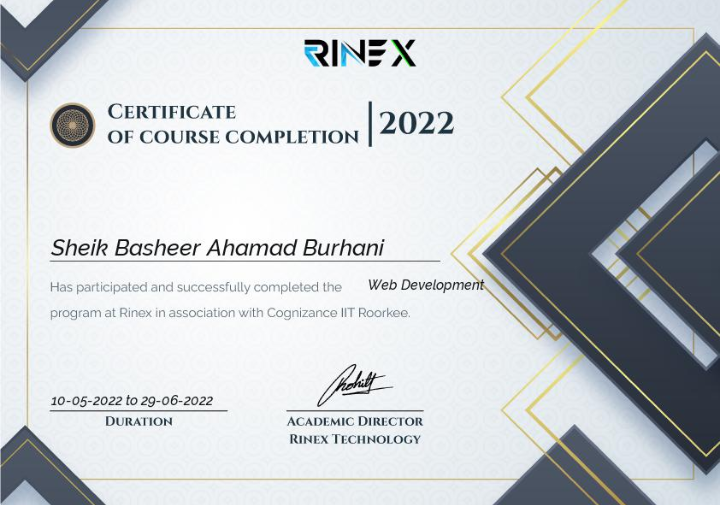 RINEX
CERTIFICATE
OF COURSE COMPLETION
2022
Sheik Basheer Ahamad Burhani
Has participated and successfully completed the Web Development
program at Rinex in association with Cognizance IIT Roorkee.
10-05-2022 to 29-06-2022
DURATION
ACADEMIC DIRECTOR
RINEX TECHNOLOGY